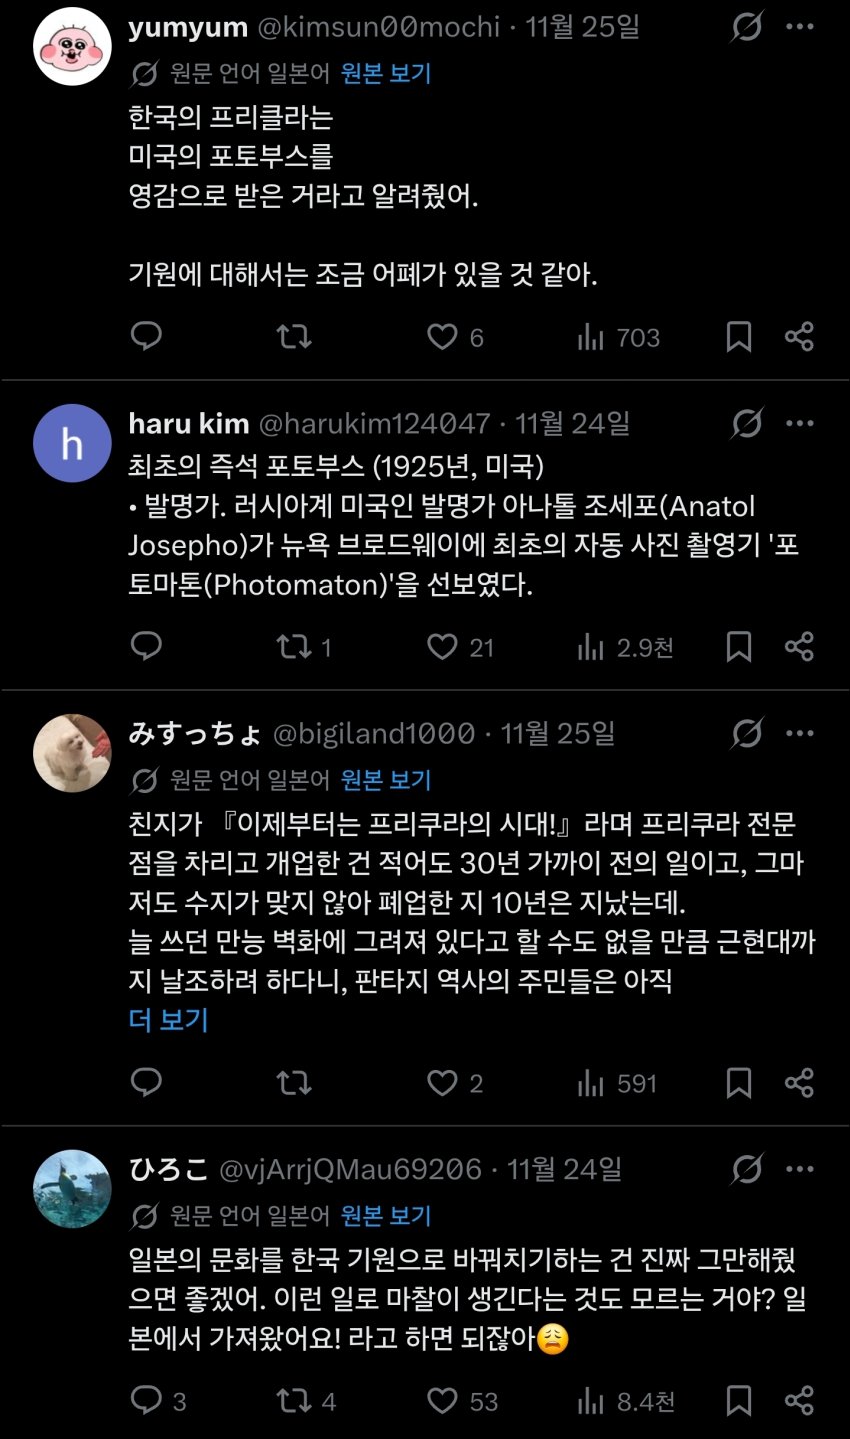 yumyum @kimsun00mochi · 11월 25일
원문 언어 일본어 원본 보기
한국의 프리클라는
미국의 포토부스를
영감으로 받은 거라고 알려줬어.
기원에 대해서는 조금 어폐가 있을 것 같아.
6 703
h
haru kim @harukim124047 · 11월 24일
최초의 즉석 포토부스 (1925년, 미국)
• 발명가. 러시아계 미국인 발명가 아나톨 조세포(Anatol
Josepho)가 뉴욕 브로드웨이에 최초의 자동 사진 촬영기 '포
토마톤(Photomaton)'을 선보였다.
1 21 2.9천
みすっちょ @bigiland1000 · 11월 25일
원문 언어 일본어 원본 보기
친지가 『이제부터는 프리쿠라의 시대!』라며 프리쿠라 전문
점을 차리고 개업한 건 적어도 30년 가까이 전의 일이고, 그마
저도 수지가 맞지 않아 폐업한 지 10년은 지났는데.
늘 쓰던 만능 벽화에 그려져 있다고 할 수도 없을 만큼 근현대까
지 날조하려 하다니, 판타지 역사의 주민들은 아직
더 보기
2 591
ひろこ @vjArrjQMau69206 · 11월 24일
원문 언어 일본어 원본 보기
일본의 문화를 한국 기원으로 바꿔치기하는 건 진짜 그만해줬
으면 좋겠어. 이런 일로 마찰이 생긴다는 것도 모르는 거야? 일
본에서 가져왔어요! 라고 하면 되잖아😩
3 4 53 8.4천